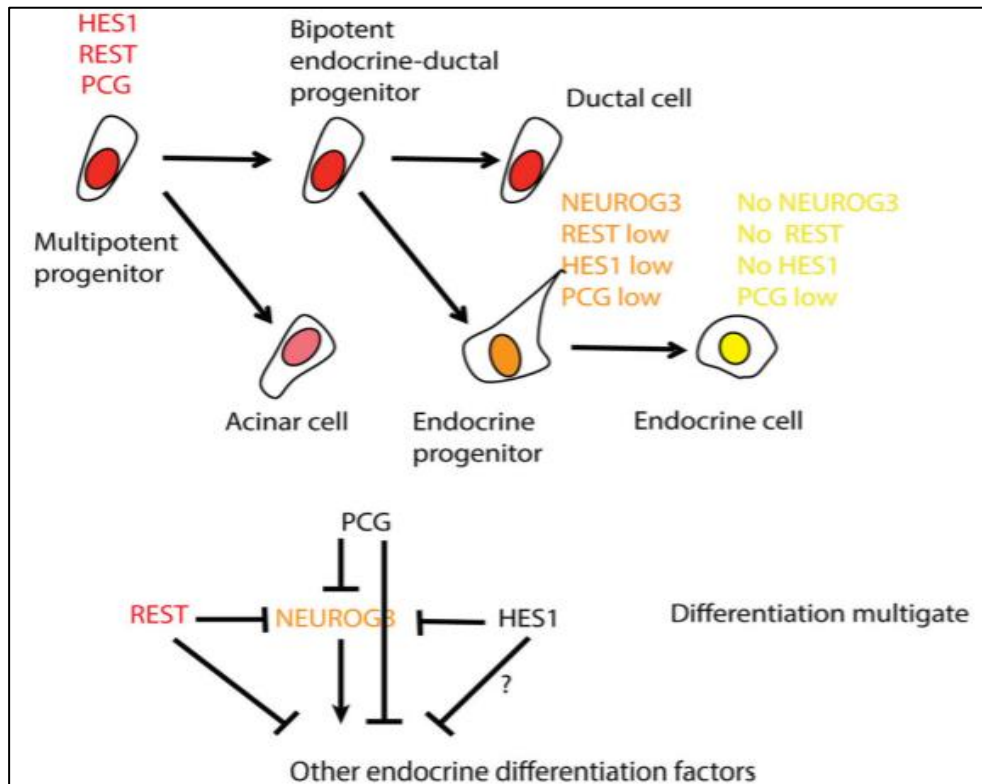 HES1
REST
PCG
Bipotent
endocrine-ductal
progenitor
Ductal cell
Multipotent
progenitor
NEUROG3
REST low
HES1 low
PCG low
No NEUROG3
No REST
No HES1
PCG low
Acinar cell
Endocrine
progenitor
Endocrine cell
PCG
REST
NEUROG3
HES1
Differentiation multigate
?
Other endocrine differentiation factors